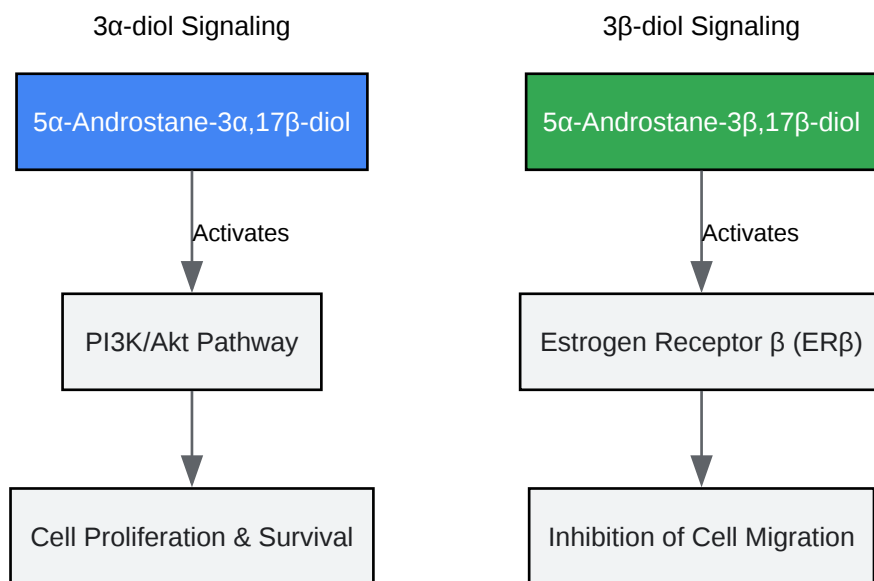 3α-diol Signaling
5α-Androstane-3α,17β-diol
Activates
PI3K/Akt Pathway
Cell Proliferation & Survival
3β-diol Signaling
5α-Androstane-3β,17β-diol
Activates
Estrogen Receptor β (ERβ)
Inhibition of Cell Migration